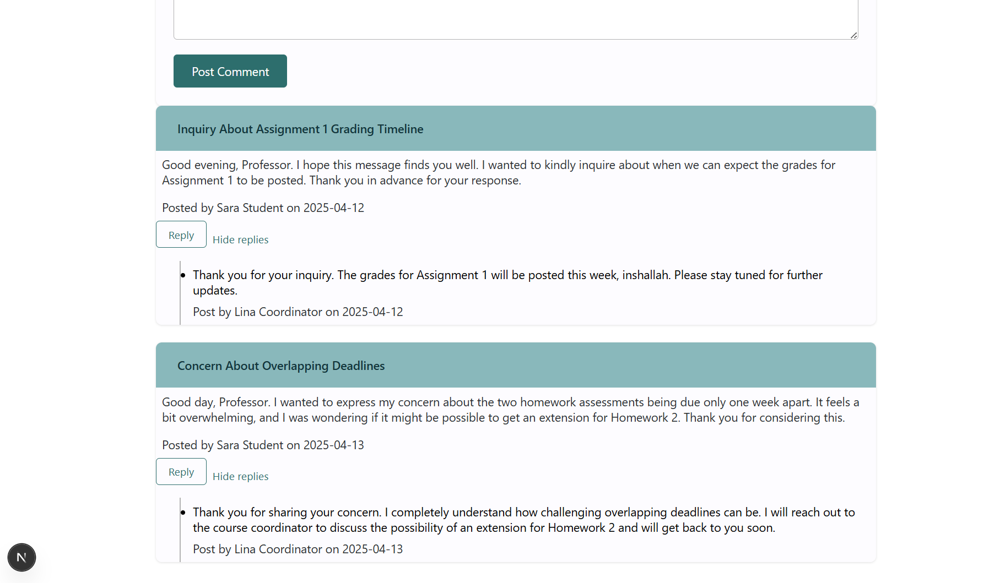 Post Comment
Inquiry About Assignment 1 Grading Timeline
Good evening, Professor. I hope this message finds you well. I wanted to kindly inquire about when we can expect the grades for
Assignment 1 to be posted. Thank you in advance for your response.
Posted by Sara Student on 2025-04-12
Reply
Hide replies
Thank you for your inquiry. The grades for Assignment 1 will be posted this week, inshallah. Please stay tuned for further
updates.
Post by Lina Coordinator on 2025-04-12
Concern About Overlapping Deadlines
Good day, Professor. I wanted to express my concern about the two homework assessments being due only one week apart. It feels a
bit overwhelming, and I was wondering if it might be possible to get an extension for Homework 2. Thank you for considering this.
Posted by Sara Student on 2025-04-13
Reply
Hide replies
Thank you for sharing your concern. I completely understand how challenging overlapping deadlines can be. I will reach out to
the course coordinator to discuss the possibility of an extension for Homework 2 and will get back to you soon.
Post by Lina Coordinator on 2025-04-13
N